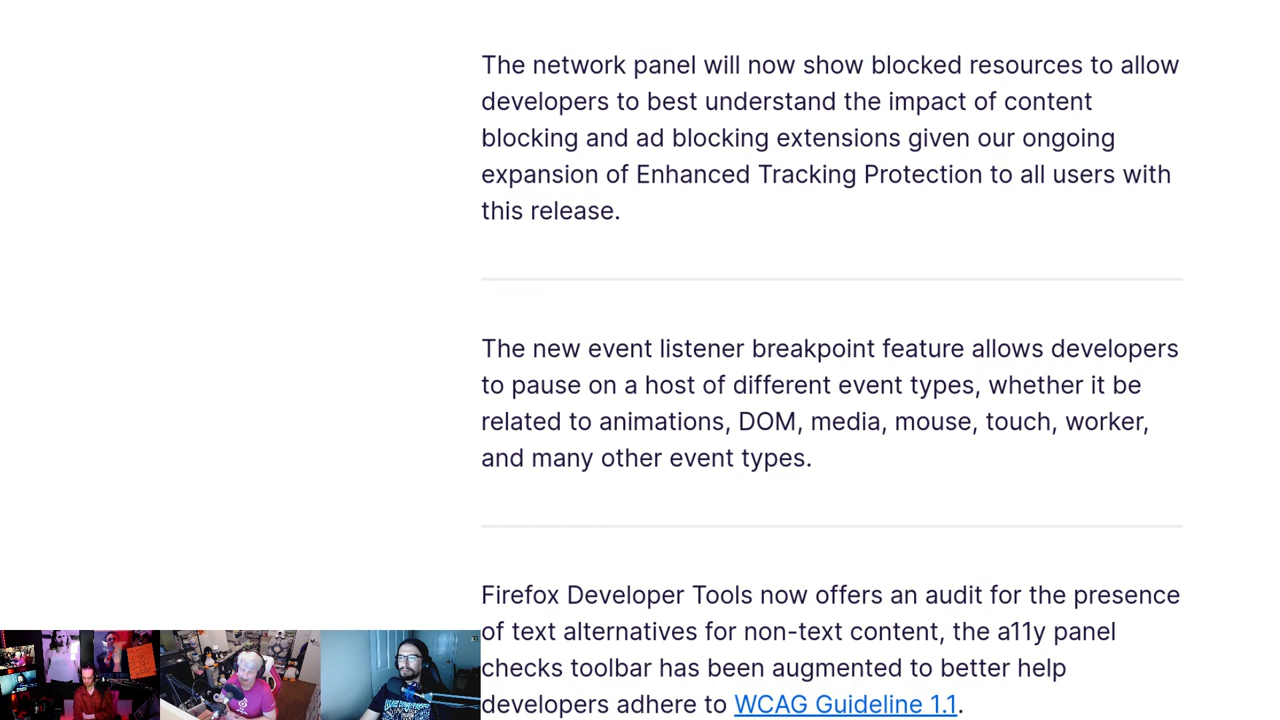 The network panel will now show blocked resources to allow
developers to best understand the impact of content
blocking and ad blocking extensions given our ongoing
expansion of Enhanced Tracking Protection to all users with
this release.
The new event listener breakpoint feature allows developers
to pause on a host of different event types, whether it be
related to animations, DOM, media, mouse, touch, worker,
and many other event types.
Firefox Developer Tools now offers an audit for the presence
of text alternatives for non-text content, the a11y panel
checks toolbar has been augmented to better help
developers adhere to WCAG Guideline 1.1.